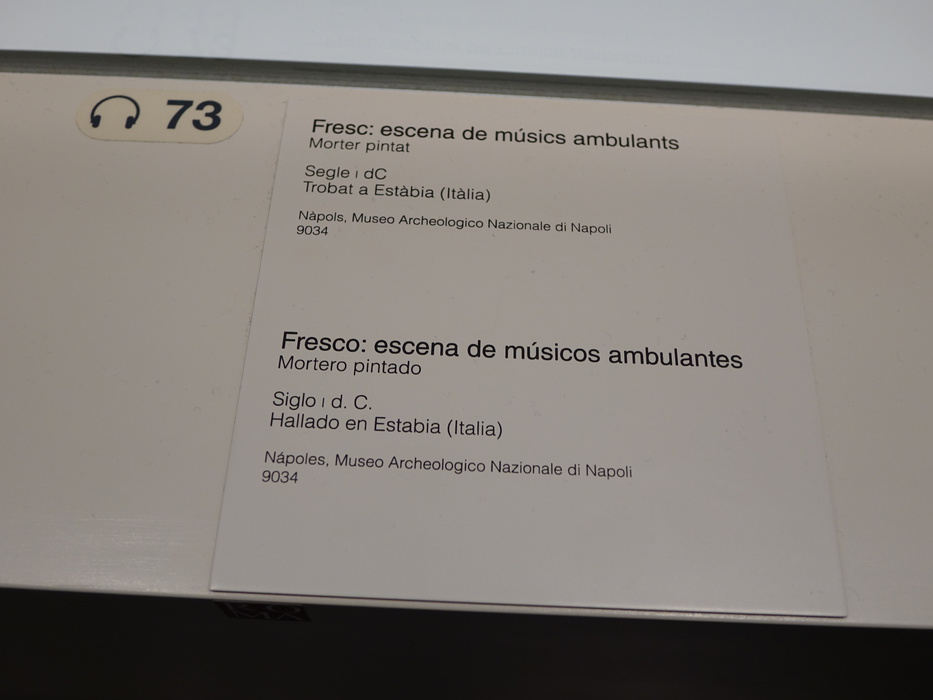 73
Fresc: escena de músics ambulants
Morter pintat
Segle I dC
Trobat a Estàbia (Itàlia)
Nàpols, Museo Archeologico Nazionale di Napoli
9034
Fresco: escena de músicos ambulantes
Mortero pintado
Siglo I d. C.
Hallado en Estabia (Italia)
Nápoles, Museo Archeologico Nazionale di Napoli
9034